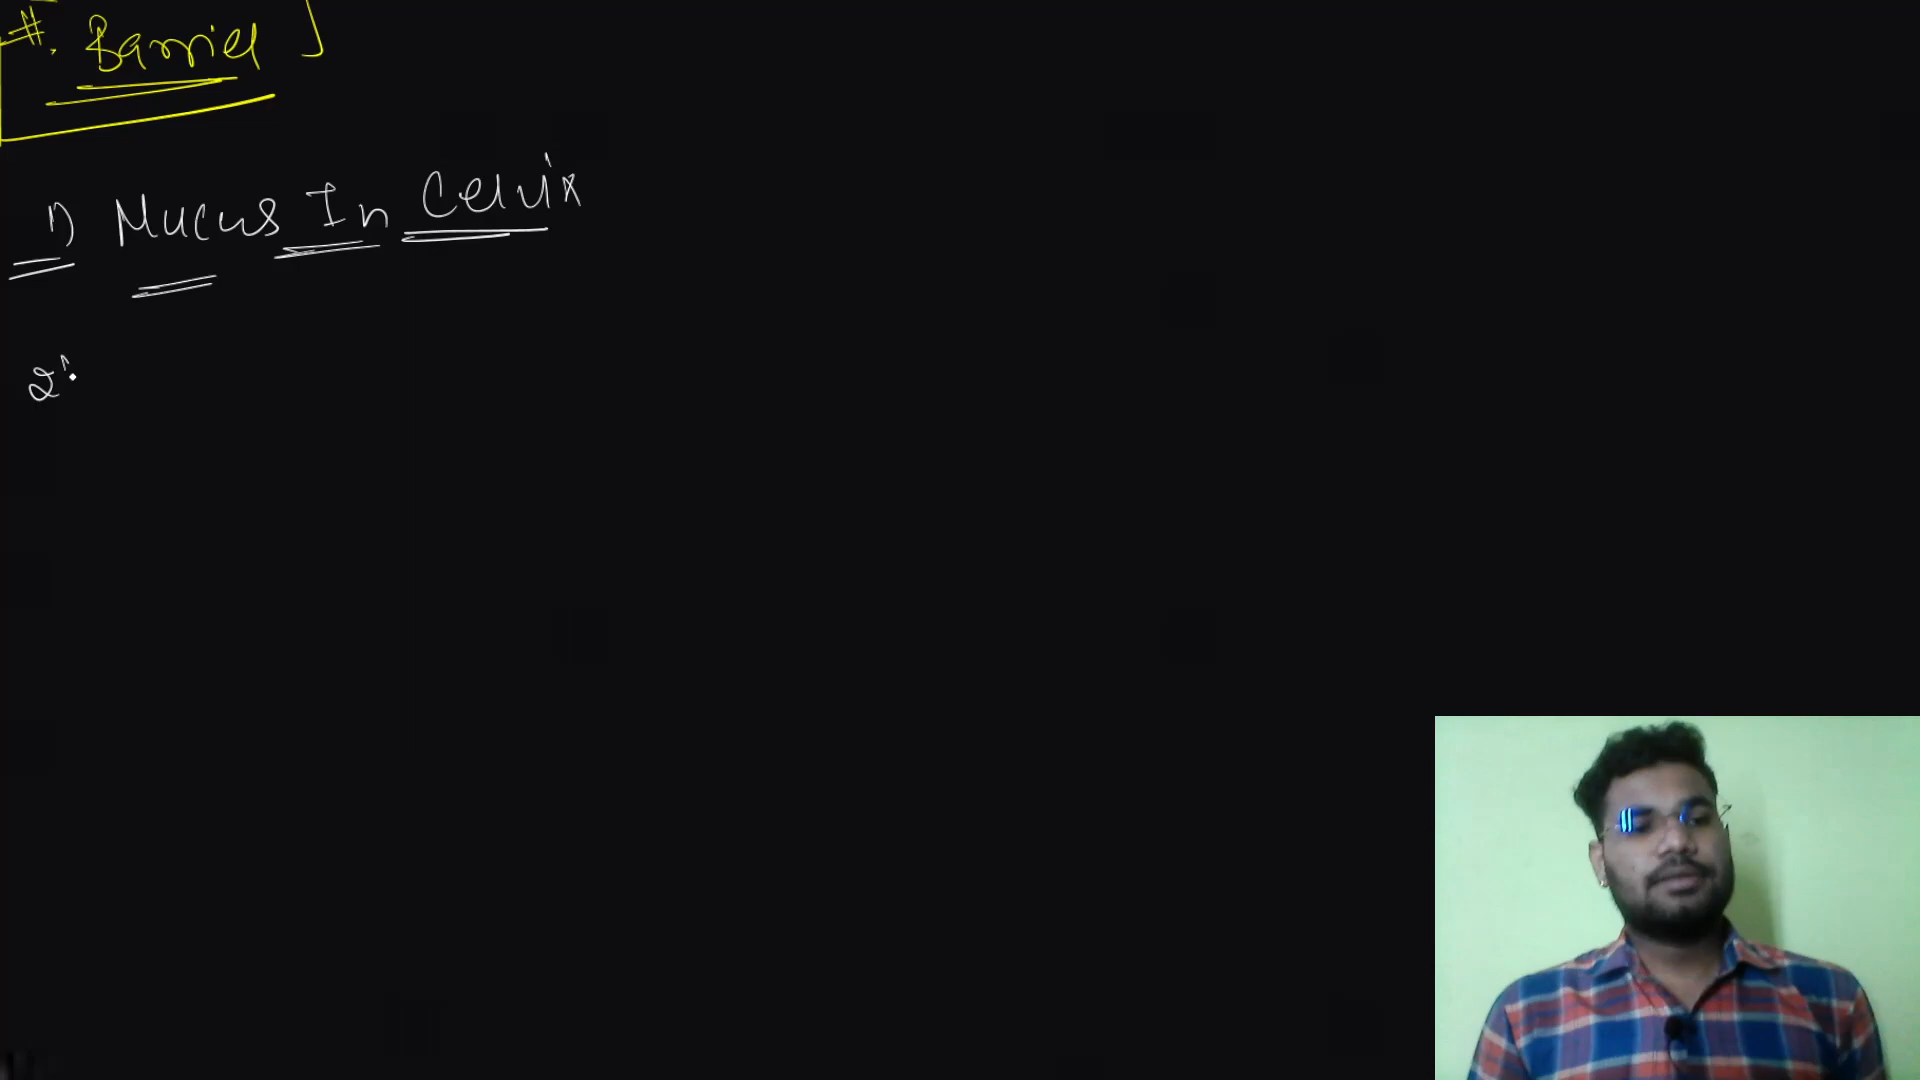 #. Barrier ]
1) Mucus In Cervix
2)